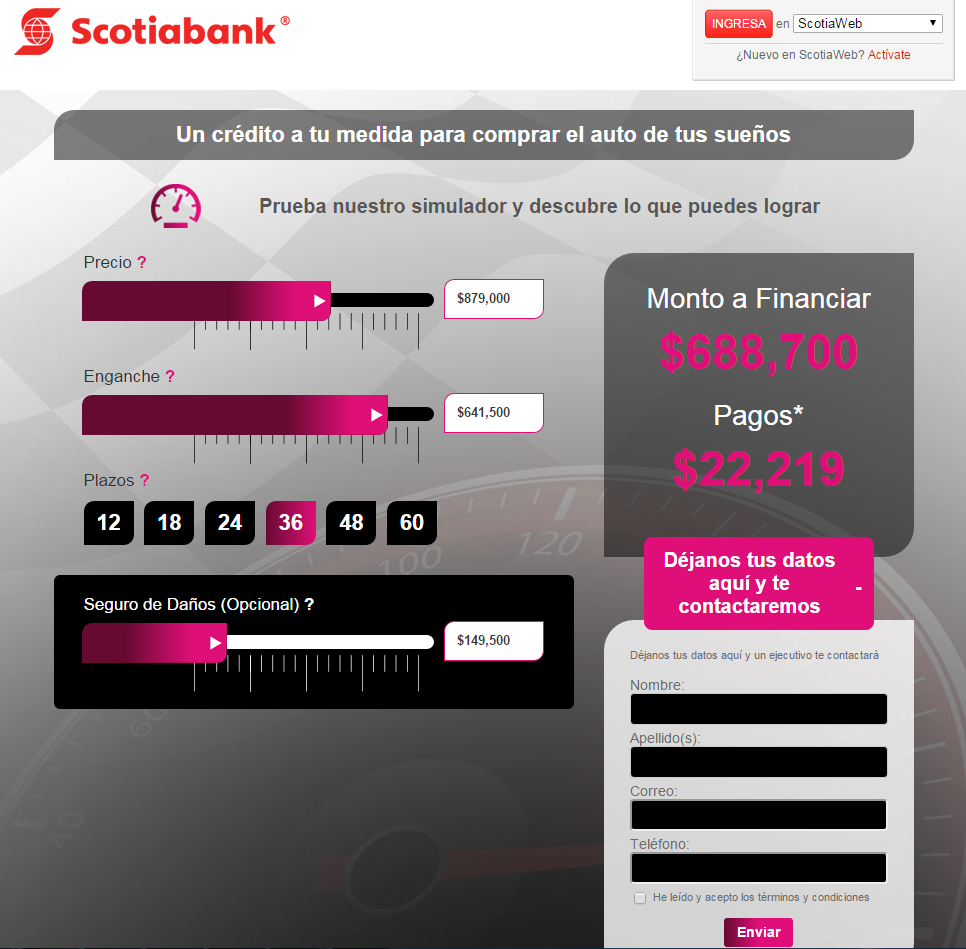 Scotiabank®
INGRESA en ScotiaWeb
¿Nuevo en ScotiaWeb? Actívate
Un crédito a tu medida para comprar el auto de tus sueños
Prueba nuestro simulador y descubre lo que puedes lograr
Precio ?
$879,000
Enganche ?
$641,500
Plazos ?
12 18 24 36 48 60
Seguro de Daños (Opcional) ?
$149,500
Monto a Financiar
$688,700
Pagos*
$22,219
Déjanos tus datos
aquí y te
contactaremos
-
Déjanos tus datos aquí y un ejecutivo te contactará
Nombre:
Apellido(s):
Correo:
Teléfono:
He leído y acepto los términos y condiciones
Enviar
40
60
100
120